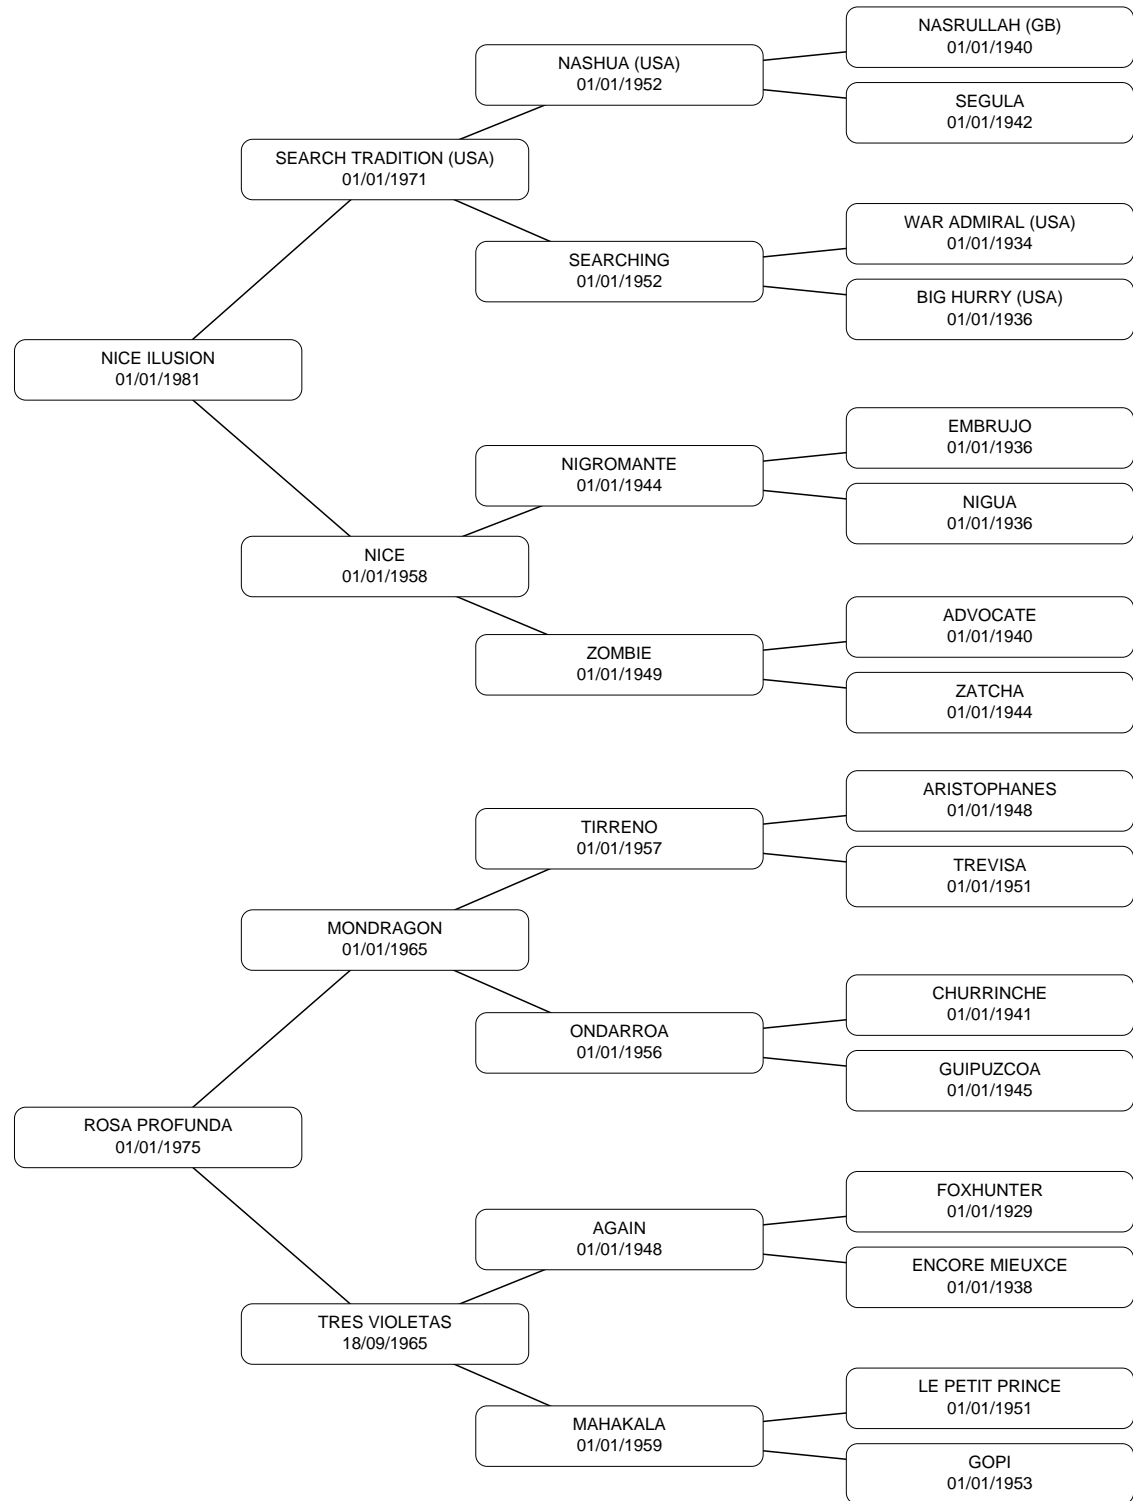 NASRULLAH (GB)
01/01/1940
NASHUA (USA)
01/01/1952
SEGULA
01/01/1942
SEARCH TRADITION (USA)
01/01/1971
WAR ADMIRAL (USA)
01/01/1934
SEARCHING
01/01/1952
BIG HURRY (USA)
01/01/1936
NICE ILUSION
01/01/1981
EMBRUJO
01/01/1936
NIGROMANTE
01/01/1944
NIGUA
01/01/1936
NICE
01/01/1958
ADVOCATE
01/01/1940
ZOMBIE
01/01/1949
ZATCHA
01/01/1944
ARISTOPHANES
01/01/1948
TIRRENO
01/01/1957
TREVISA
01/01/1951
MONDRAGON
01/01/1965
CHURRINCHE
01/01/1941
ONDARROA
01/01/1956
GUIPUZCOA
01/01/1945
ROSA PROFUNDA
01/01/1975
FOXHUNTER
01/01/1929
AGAIN
01/01/1948
ENCORE MIEUXCE
01/01/1938
TRES VIOLETAS
18/09/1965
LE PETIT PRINCE
01/01/1951
MAHAKALA
01/01/1959
GOPI
01/01/1953